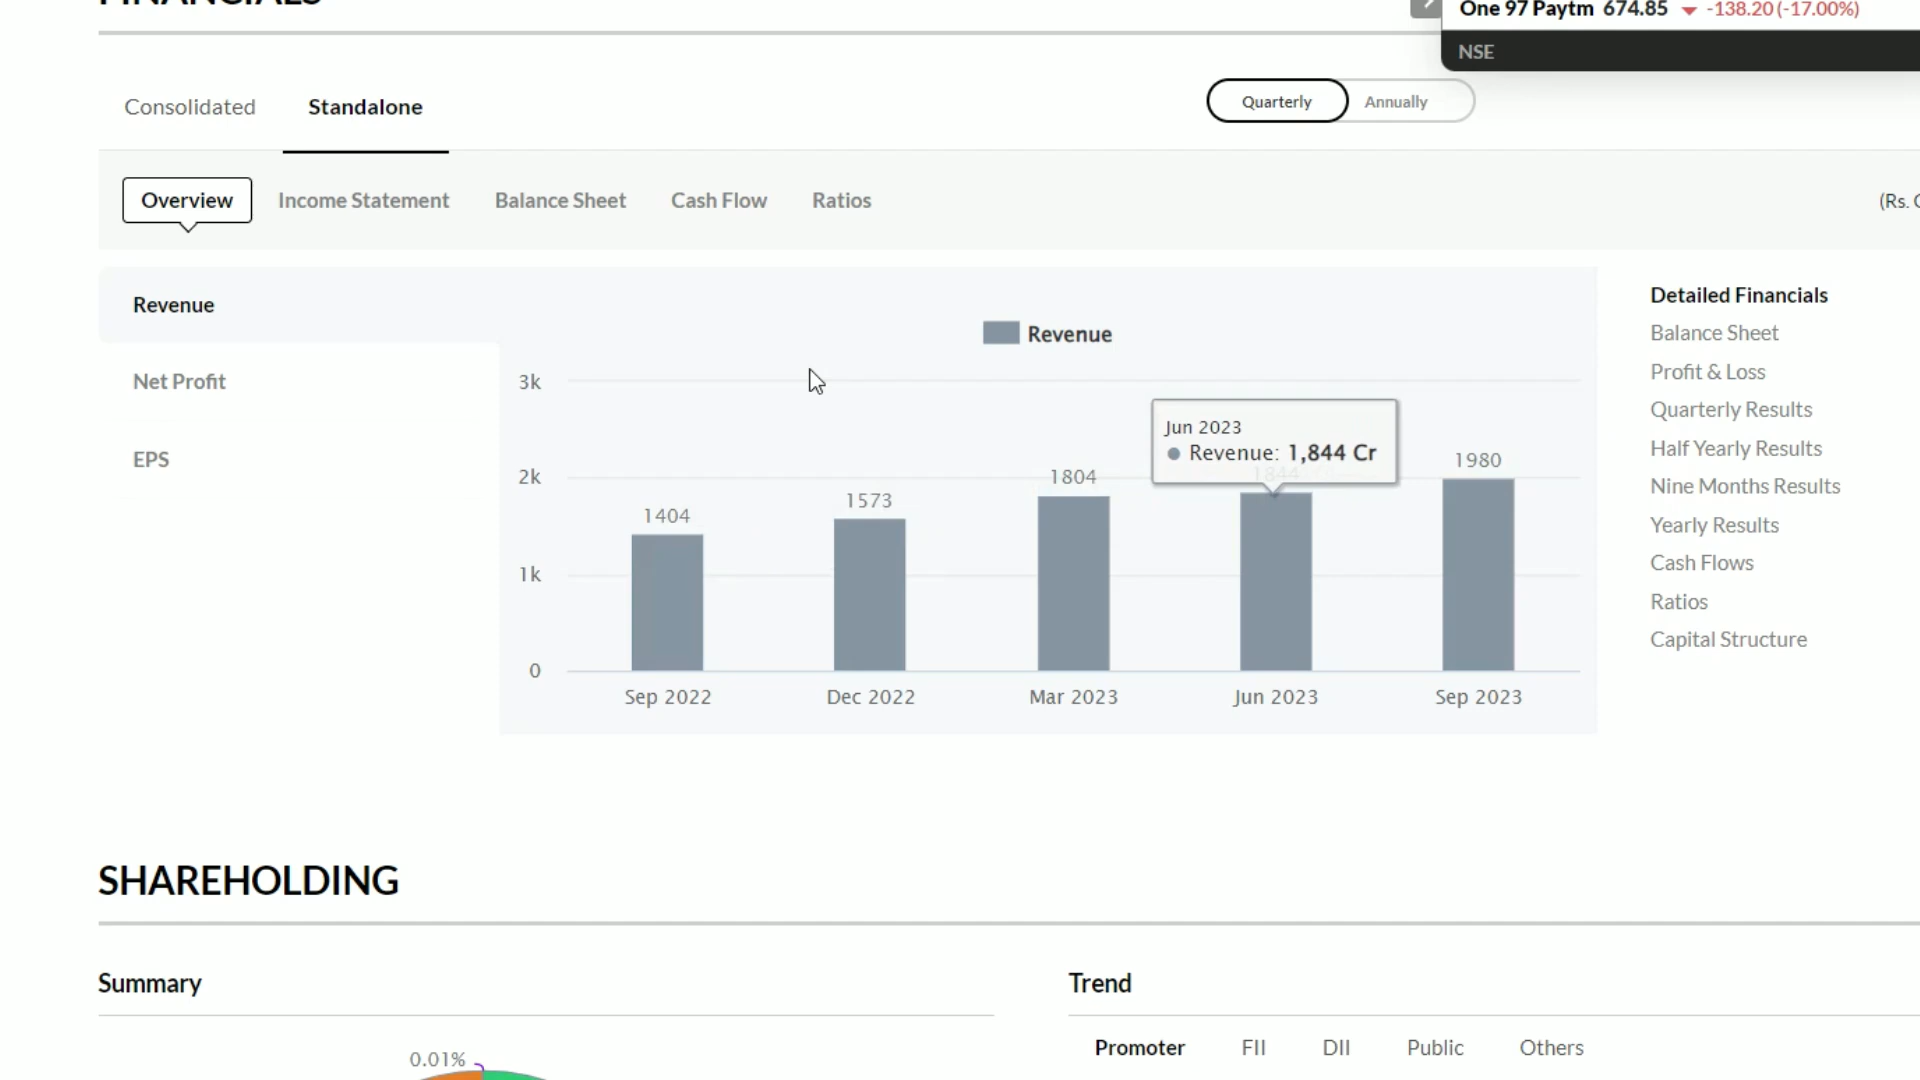 FINANCIALS
One 97 Paytm 674.85 -138.20 (-17.00%)
NSE
Consolidated
Standalone
Quarterly
Annually
Overview
Income Statement
Balance Sheet
Cash Flow
Ratios
(Rs.
Revenue
Net Profit
EPS
Revenue
3k
2k
1k
0
1404
1573
1804
1844
1980
Jun 2023
Revenue: 1,844 Cr
Sep 2022
Dec 2022
Mar 2023
Jun 2023
Sep 2023
Detailed Financials
Balance Sheet
Profit & Loss
Quarterly Results
Half Yearly Results
Nine Months Results
Yearly Results
Cash Flows
Ratios
Capital Structure
SHAREHOLDING
Summary
0.01%
Trend
Promoter
FII
DII
Public
Others